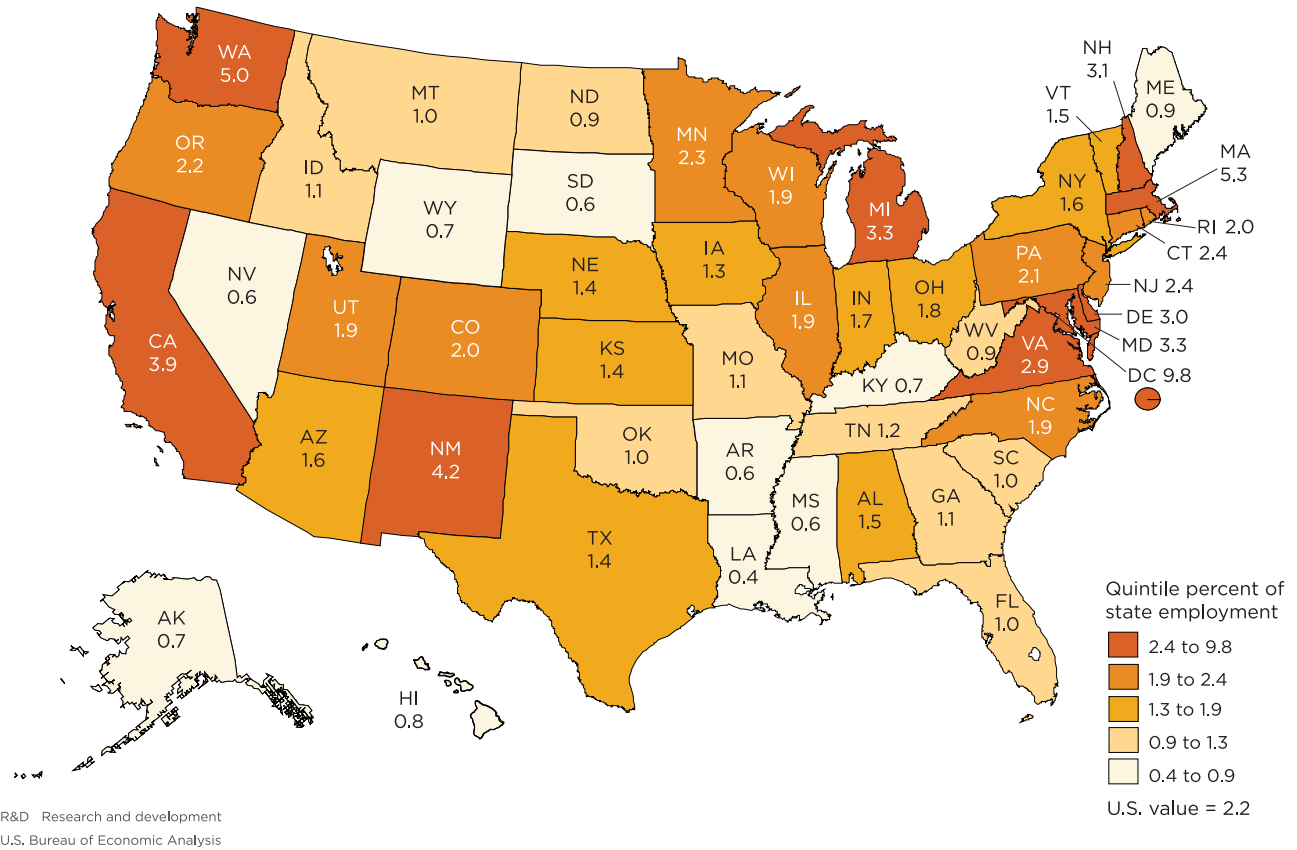 WA
5.0
NH
3.1
VT
1.5
ME
0.9
MT
1.0
ND
0.9
MN
2.3
OR
2.2
ID
1.1
SD
0.6
WI
1.9
MI
3.3
NY
1.6
MA
5.3
WY
0.7
RI 2.0
CT 2.4
NV
0.6
NE
1.4
IA
1.3
PA
2.1
NJ 2.4
UT
1.9
CO
2.0
IL
1.9
IN
1.7
OH
1.8
DE 3.0
WV
0.9
VA
2.9
MD 3.3
CA
3.9
KS
1.4
MO
1.1
KY 0.7
DC 9.8
AZ
1.6
NM
4.2
OK
1.0
AR
0.6
TN 1.2
NC
1.9
SC
1.0
TX
1.4
LA
0.4
MS
0.6
AL
1.5
GA
1.1
FL
1.0
AK
0.7
HI
0.8
Quintile percent of
state employment
2.4 to 9.8
1.9 to 2.4
1.3 to 1.9
0.9 to 1.3
0.4 to 0.9
U.S. value = 2.2
R&D Research and development
U.S. Bureau of Economic Analysis